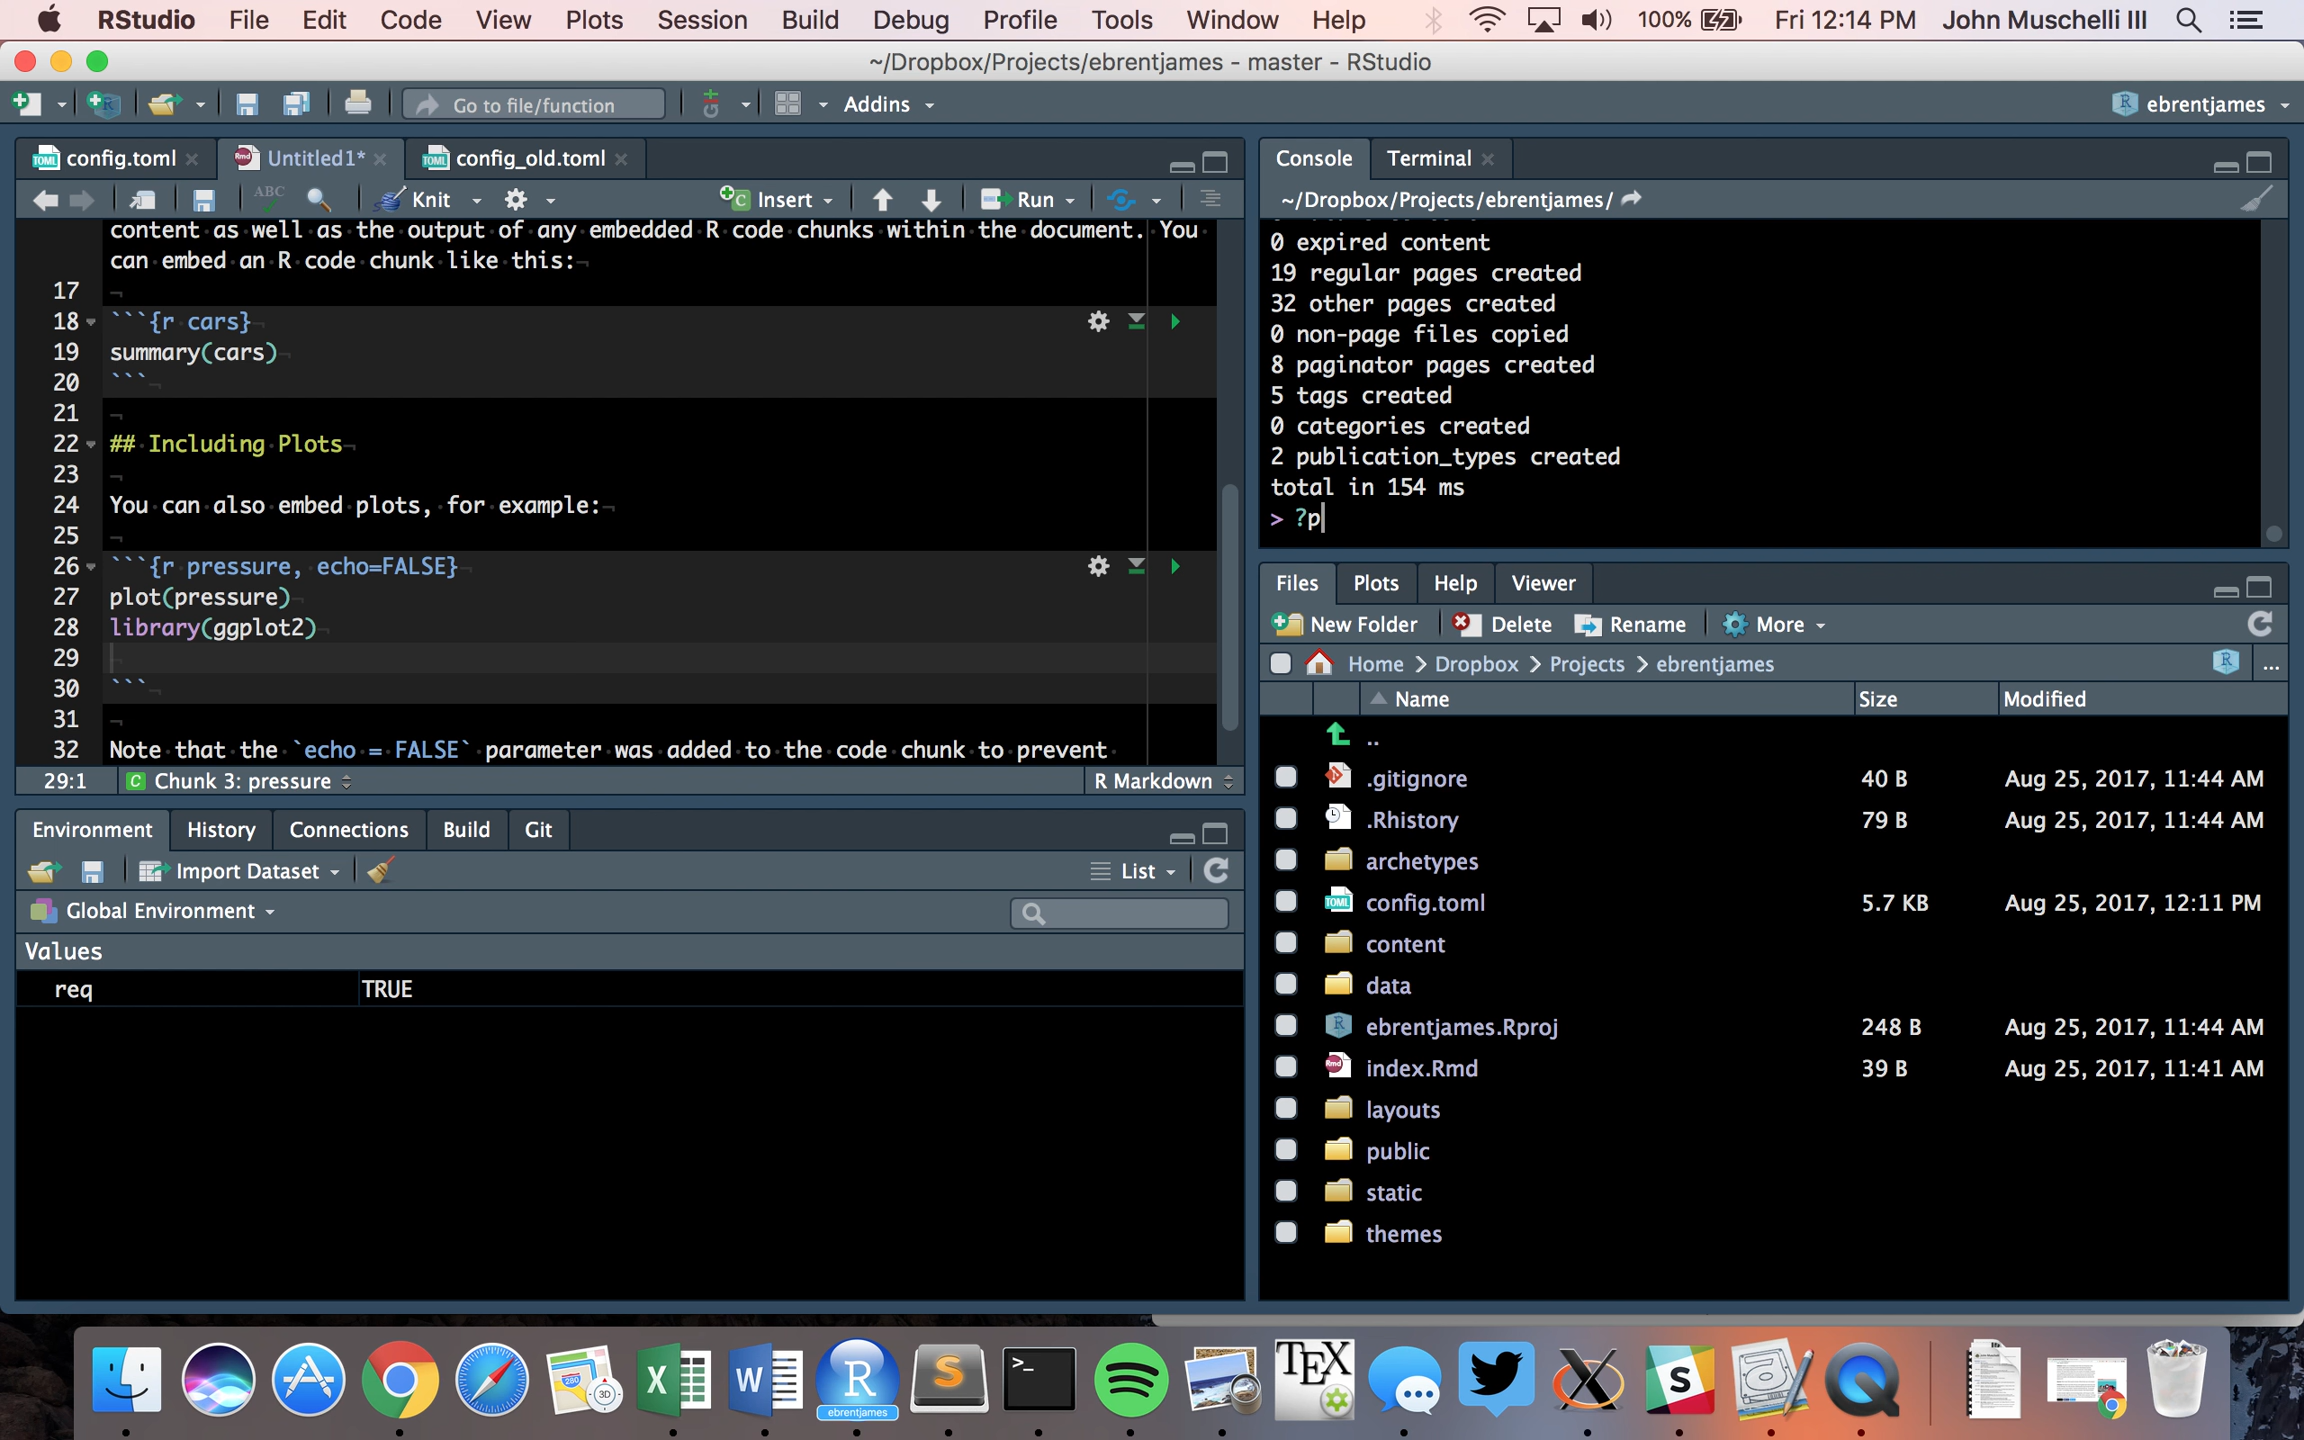 RStudio File Edit Code View Plots Session Build Debug Profile Tools Window Help 100% Fri 12:14 PM John Muschelli III
~/Dropbox/Projects/ebrentjames - master - RStudio
Go to file/function Addins ebrentjames
config.toml Untitled1* config_old.toml
ABC Knit Insert Run
content as well as the output of any embedded R code chunks within the document. You
can embed an R code chunk like this:
17
18 ```{r cars}
19 summary(cars)
20 ```
21
22 ## Including Plots
23
24 You can also embed plots, for example:
25
26 ```{r pressure, echo=FALSE}
27 plot(pressure)
28 library(ggplot2)
29
30 ```
31
32 Note that the `echo = FALSE` parameter was added to the code chunk to prevent
29:1 C Chunk 3: pressure R Markdown
Environment History Connections Build Git
Import Dataset List
Global Environment
Values
req TRUE
Console Terminal
~/Dropbox/Projects/ebrentjames/
0 expired content
19 regular pages created
32 other pages created
0 non-page files copied
8 paginator pages created
5 tags created
0 categories created
2 publication_types created
total in 154 ms
> ?p
Files Plots Help Viewer
New Folder Delete Rename More
Home Dropbox Projects ebrentjames ...
Name Size Modified
..
.gitignore 40 B Aug 25, 2017, 11:44 AM
.Rhistory 79 B Aug 25, 2017, 11:44 AM
archetypes
config.toml 5.7 KB Aug 25, 2017, 12:11 PM
content
data
ebrentjames.Rproj 248 B Aug 25, 2017, 11:44 AM
index.Rmd 39 B Aug 25, 2017, 11:41 AM
layouts
public
static
themes
280 3D X W R S >_ TEX S
ebrentjames